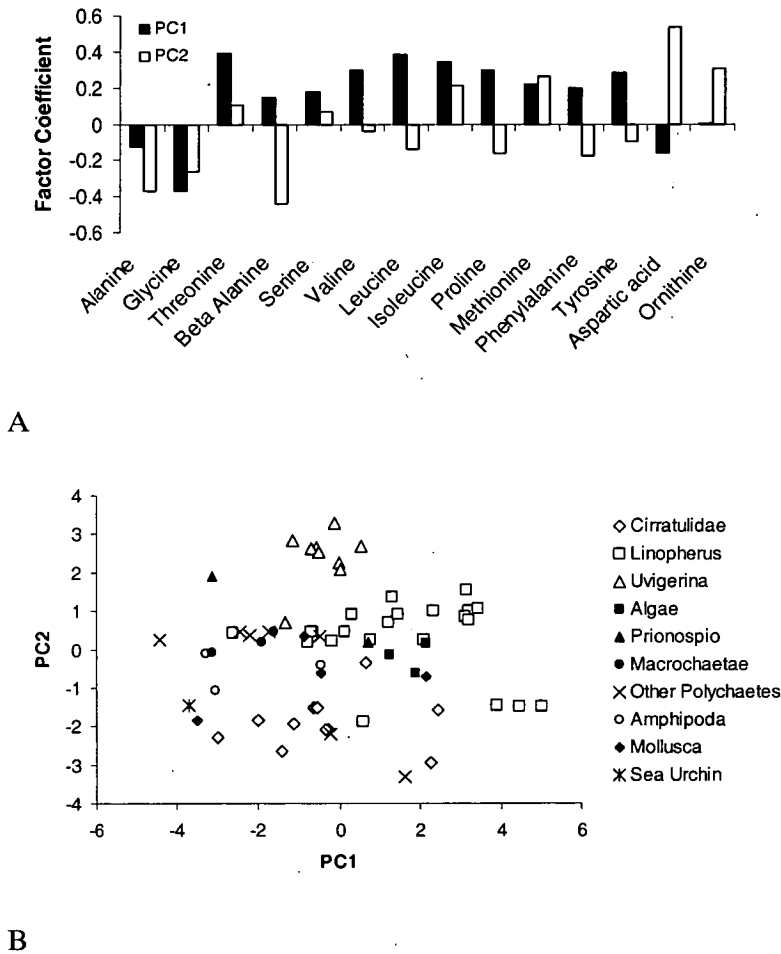 PC1
PC2
0.6
0.4
0.2
0
-0.2
-0.4
-0.6
Factor Coefficient
Alanine
Glycine
Threonine
Beta Alanine
Serine
Valine
Leucine
Isoleucine
Proline
Methionine
Phenylalanine
Tyrosine
Aspartic acid
Ornithine
A
4
3
2
1
0
-1
-2
-3
-4
PC2
-6
-4
-2
0
2
4
6
PC1
Cirratulidae
Linopherus
Uvigerina
Algae
Prionospio
Macrochaetae
Other Polychaetes
Amphipoda
Mollusca
Sea Urchin
B